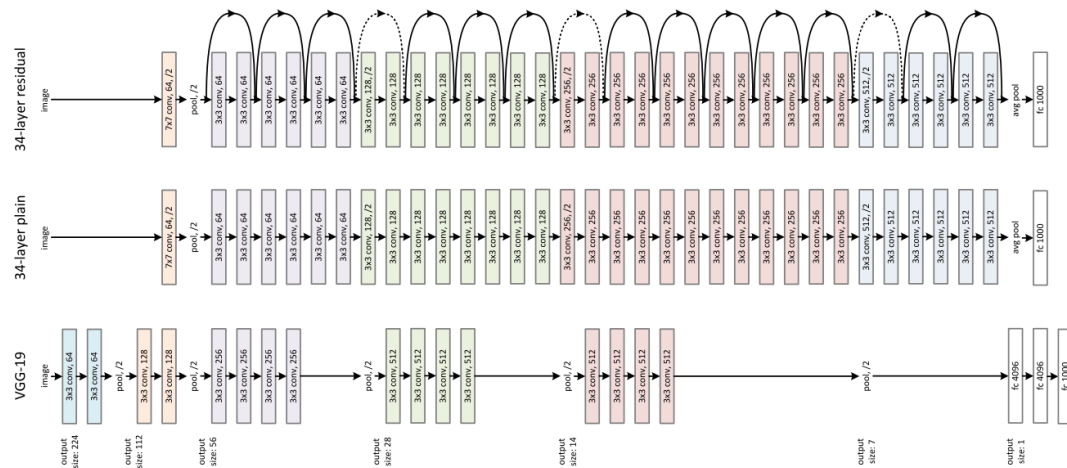 34-layer residual
image
7x7 conv, 64, /2
pool, /2
3x3 conv, 64
3x3 conv, 64
3x3 conv, 64
3x3 conv, 64
3x3 conv, 64
3x3 conv, 64
3x3 conv, 128, /2
3x3 conv, 128
3x3 conv, 128
3x3 conv, 128
3x3 conv, 128
3x3 conv, 128
3x3 conv, 128
3x3 conv, 128
3x3 conv, 256, /2
3x3 conv, 256
3x3 conv, 256
3x3 conv, 256
3x3 conv, 256
3x3 conv, 256
3x3 conv, 256
3x3 conv, 256
3x3 conv, 256
3x3 conv, 256
3x3 conv, 256
3x3 conv, 256
3x3 conv, 512, /2
3x3 conv, 512
3x3 conv, 512
3x3 conv, 512
3x3 conv, 512
3x3 conv, 512
avg pool
fc 1000
34-layer plain
image
7x7 conv, 64, /2
pool, /2
3x3 conv, 64
3x3 conv, 64
3x3 conv, 64
3x3 conv, 64
3x3 conv, 64
3x3 conv, 64
3x3 conv, 128, /2
3x3 conv, 128
3x3 conv, 128
3x3 conv, 128
3x3 conv, 128
3x3 conv, 128
3x3 conv, 128
3x3 conv, 128
3x3 conv, 256, /2
3x3 conv, 256
3x3 conv, 256
3x3 conv, 256
3x3 conv, 256
3x3 conv, 256
3x3 conv, 256
3x3 conv, 256
3x3 conv, 256
3x3 conv, 256
3x3 conv, 256
3x3 conv, 256
3x3 conv, 512, /2
3x3 conv, 512
3x3 conv, 512
3x3 conv, 512
3x3 conv, 512
3x3 conv, 512
avg pool
fc 1000
VGG-19
image
3x3 conv, 64
3x3 conv, 64
pool, /2
3x3 conv, 128
3x3 conv, 128
pool, /2
3x3 conv, 256
3x3 conv, 256
3x3 conv, 256
3x3 conv, 256
pool, /2
3x3 conv, 512
3x3 conv, 512
3x3 conv, 512
3x3 conv, 512
pool, /2
3x3 conv, 512
3x3 conv, 512
3x3 conv, 512
3x3 conv, 512
pool, /2
fc 4096
fc 4096
fc 1000
output
size: 224
output
size: 112
output
size: 56
output
size: 28
output
size: 14
output
size: 7
output
size: 1